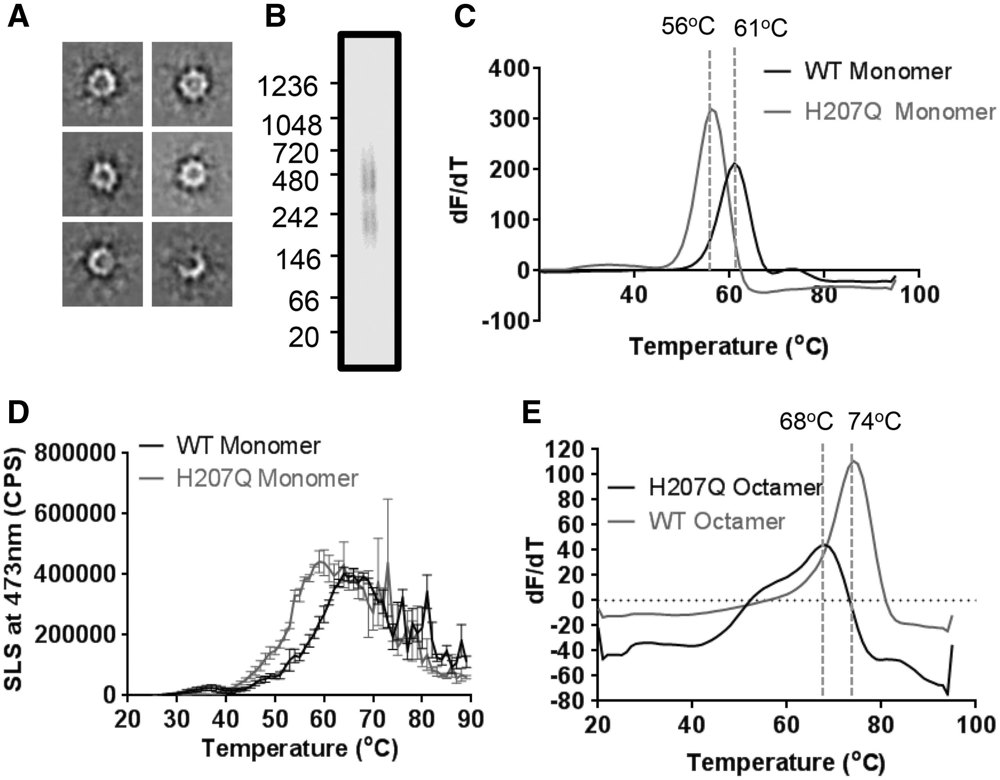 A
B
1236
1048
720
480
242
146
66
20
C
56°C 61°C
WT Monomer
H207Q Monomer
400
300
200
100
0
-100
40 60 80 100
dF/dT
Temperature (°C)
D
WT Monomer
H207Q Monomer
800000
600000
400000
200000
0
20 30 40 50 60 70 80 90
SLS at 473nm (CPS)
Temperature (°C)
E
68°C 74°C
H207Q Octamer
WT Octamer
120
100
80
60
40
20
0
-20
-40
-60
-80
20 40 60 80 100
dF/dT
Temperature (°C)